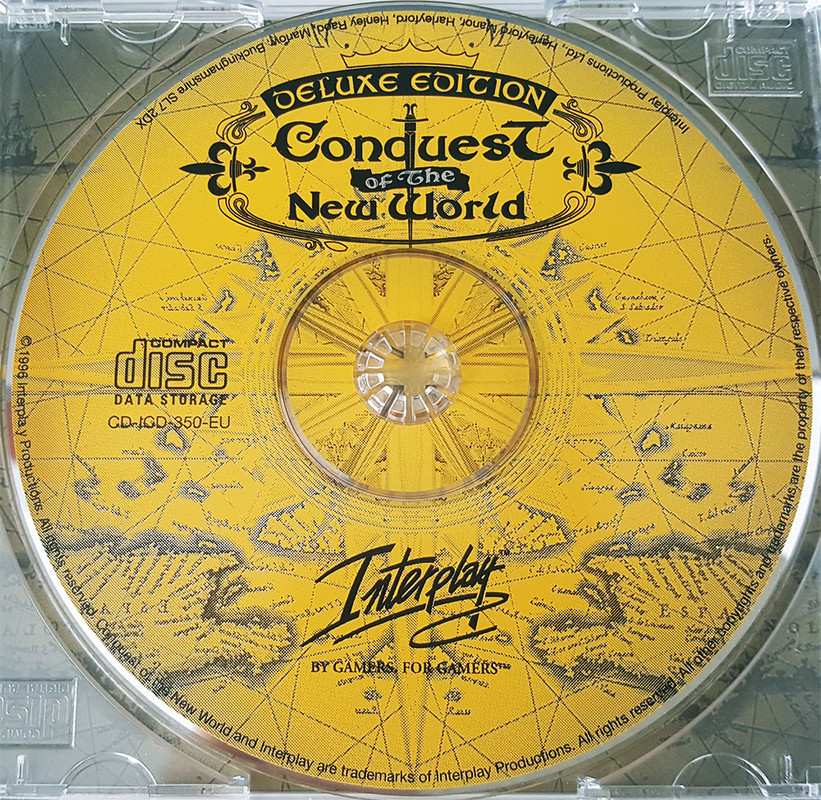 Interplay Productions Ltd., Harleyford Manor, Harleyford, Henley Raod, Marlow, Buckinghamshire SL7 2DX
DELUXE EDITION
ConquesT
of The
New World
COMPACT
disc
DIGITAL AUDIO
COMPACT
disc
DATA STORAGE
CD-ICD-350-EU
Interplay™
BY GAMERS. FOR GAMERS™
©1996 Interplay Productions. All rights reserved. Conquest of the New World and Interplay are trademarks of Interplay Productions. All rights reserved. All other copyrights and trademarks are the property of their respective owners.